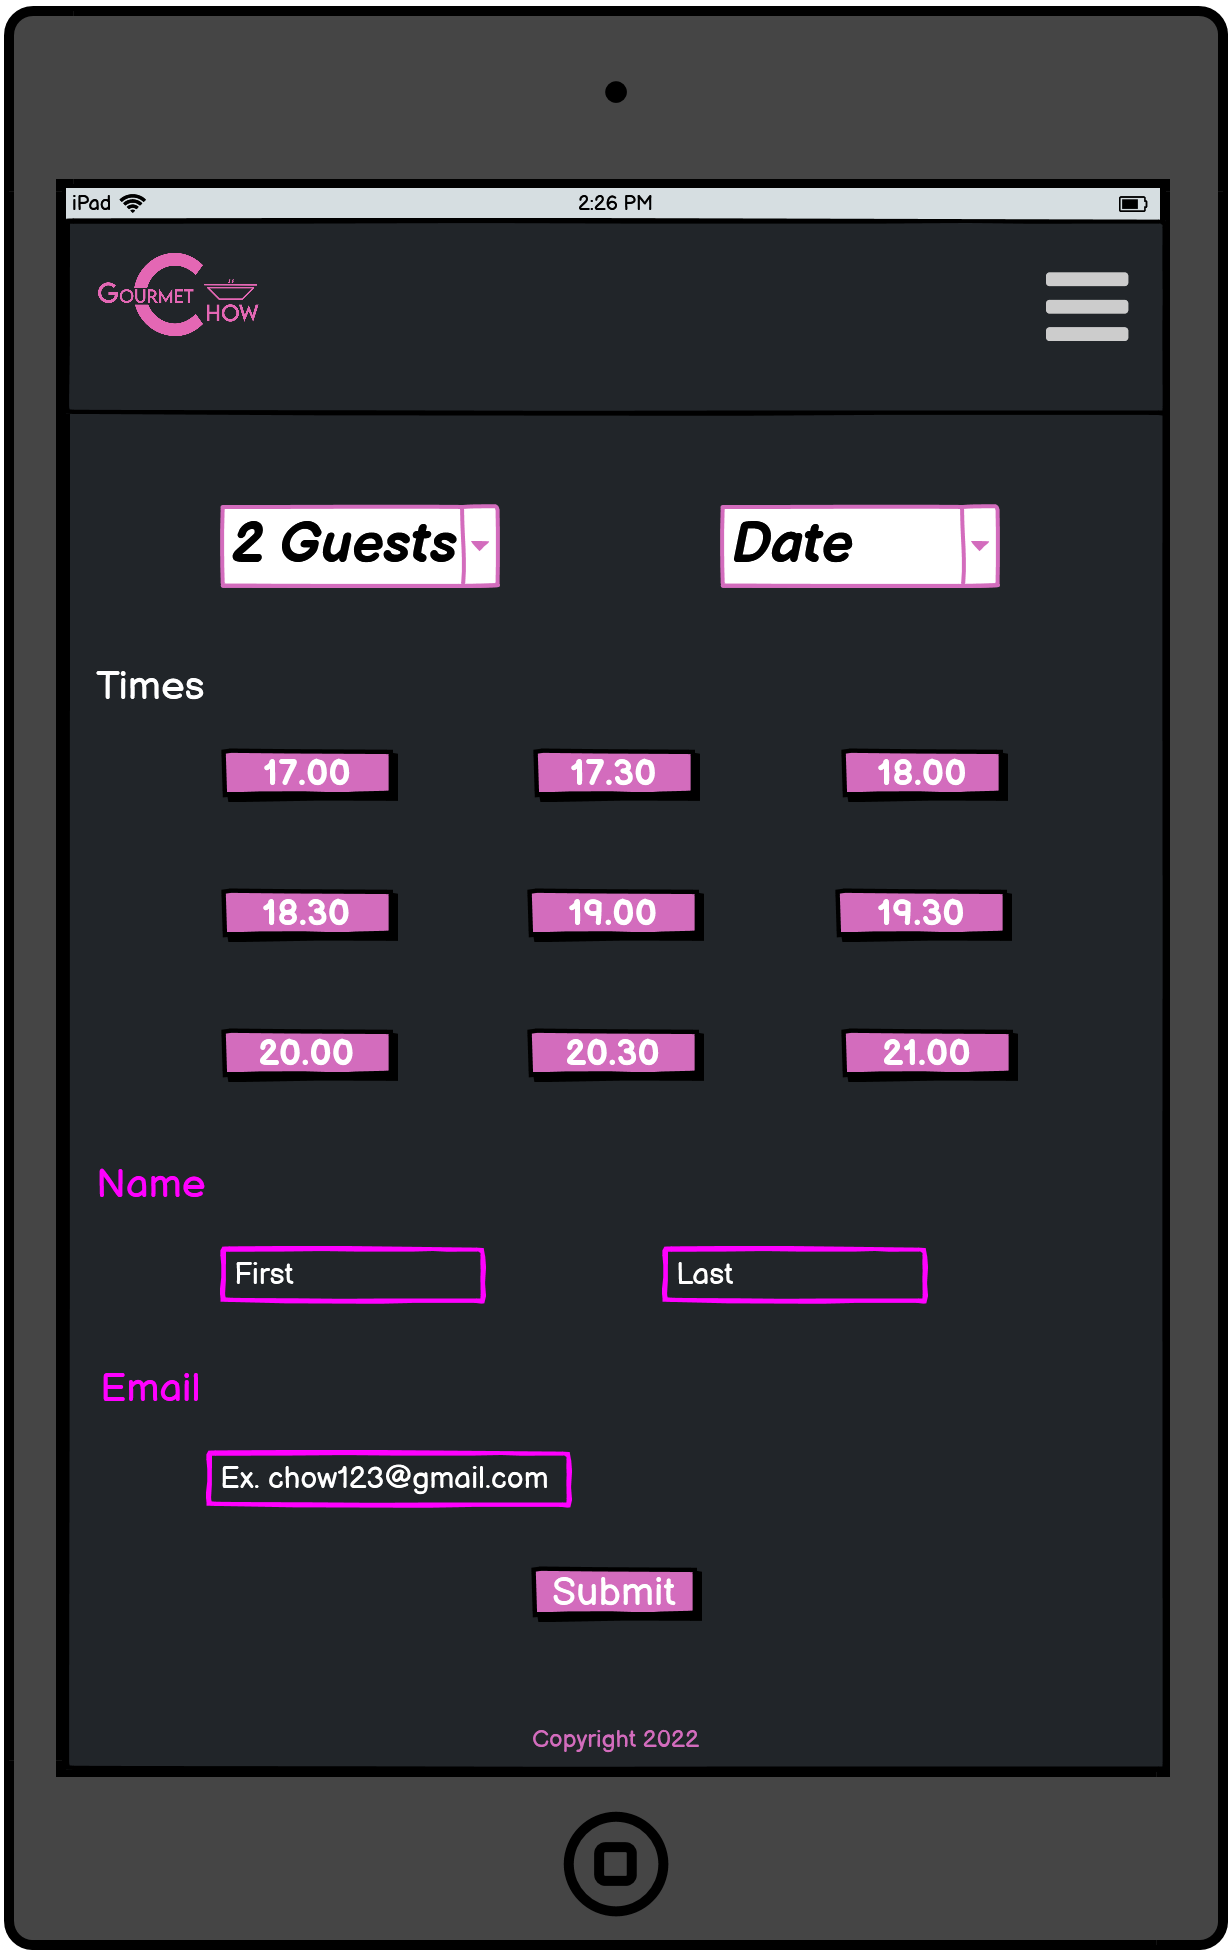 iPad 2:26 PM
GOURMET CHOW
2 Guests Date
Times
17.00 17.30 18.00
18.30 19.00 19.30
20.00 20.30 21.00
Name
First Last
Email
Ex. chow123@gmail.com
Submit
Copyright 2022